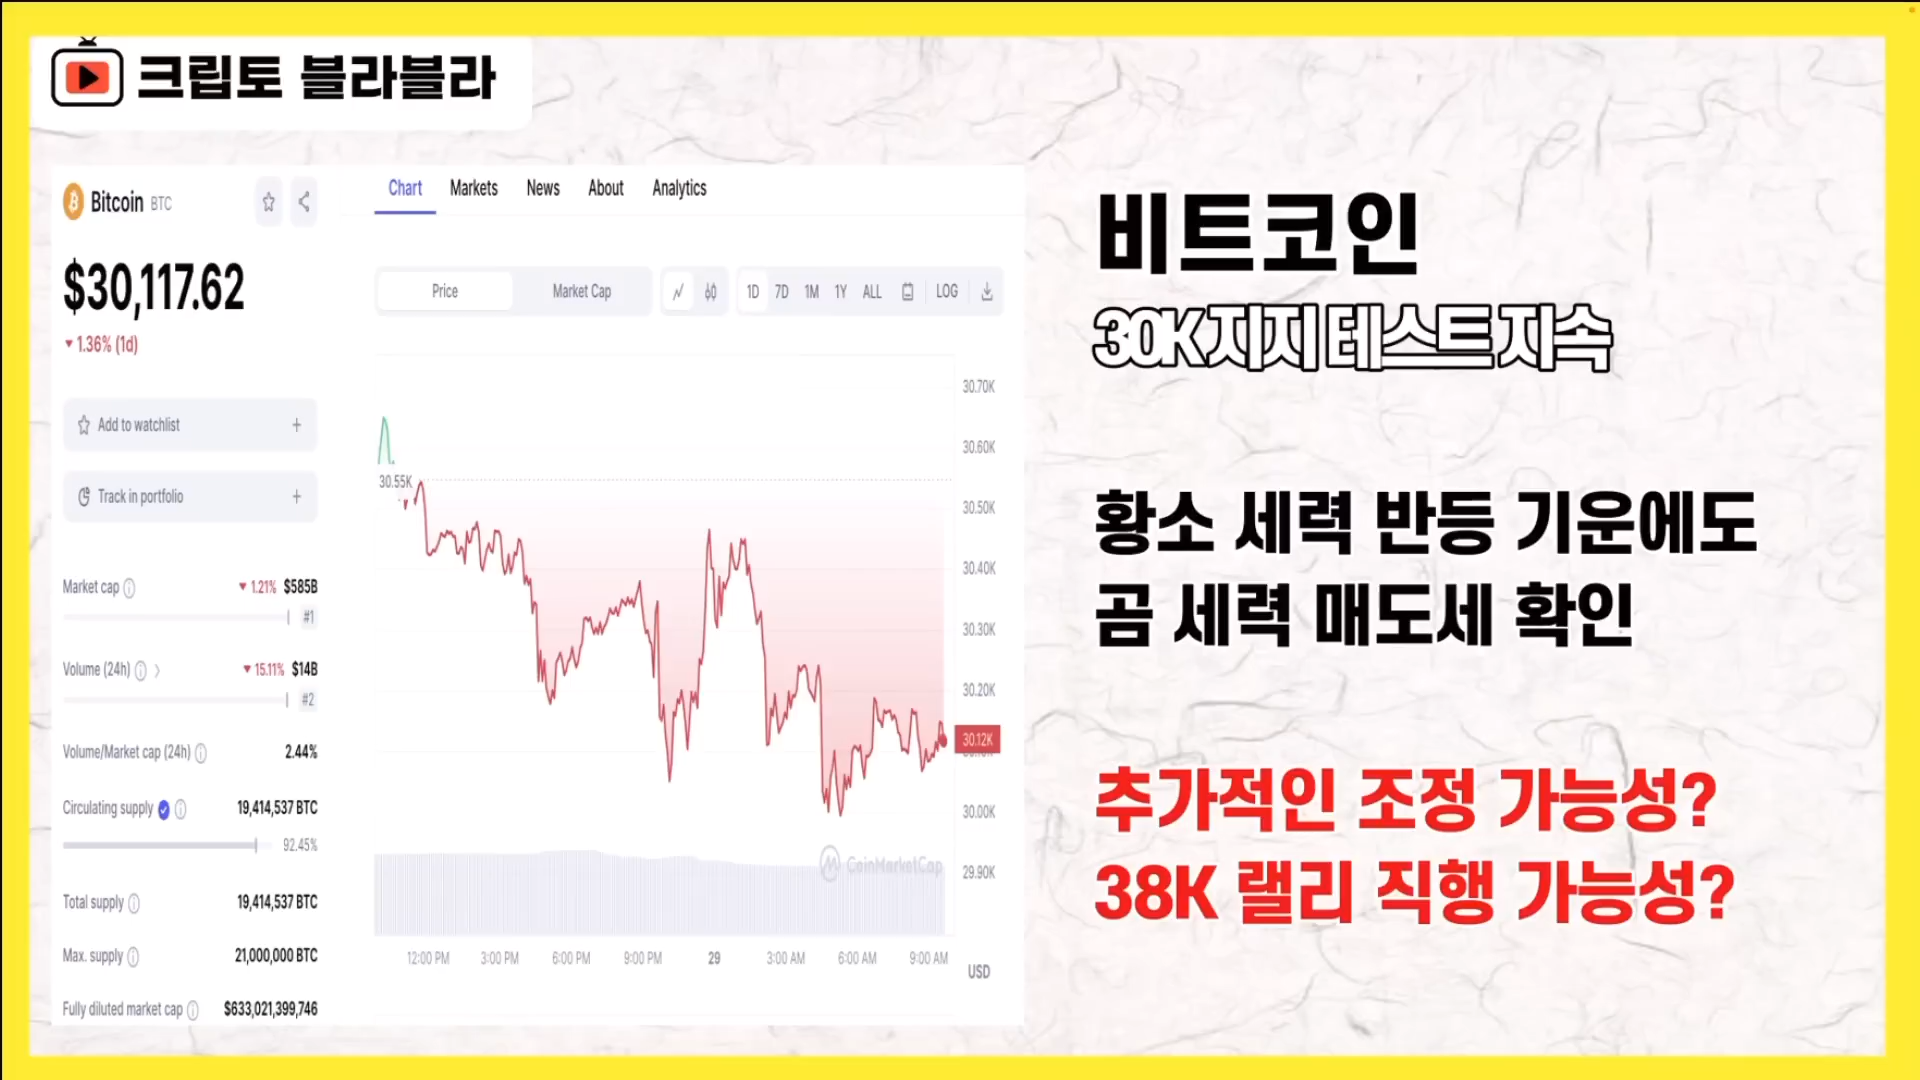 크립토 블라블라
Bitcoin BTC
$30,117.62
1.36% (1d)
Add to watchlist +
Track in portfolio +
Market cap 1.21% $585B
#1
Volume (24h) 15.11% $14B
#2
Volume/Market cap (24h) 2.44%
Circulating supply 19,414,537 BTC
92.45%
Total supply 19,414,537 BTC
Max. supply 21,000,000 BTC
Fully diluted market cap $633,021,399,746
Chart Markets News About Analytics
Price Market Cap 1D 7D 1M 1Y ALL LOG
30.55K
30.70K
30.60K
30.50K
30.40K
30.30K
30.20K
30.12K
30.00K
29.90K
CoinMarketCap
12:00 PM 3:00 PM 6:00 PM 9:00 PM 29 3:00 AM 6:00 AM 9:00 AM
USD
비트코인
30K 지지 테스트 지속
황소 세력 반등 기운에도
곰 세력 매도세 확인
추가적인 조정 가능성?
38K 랠리 직행 가능성?